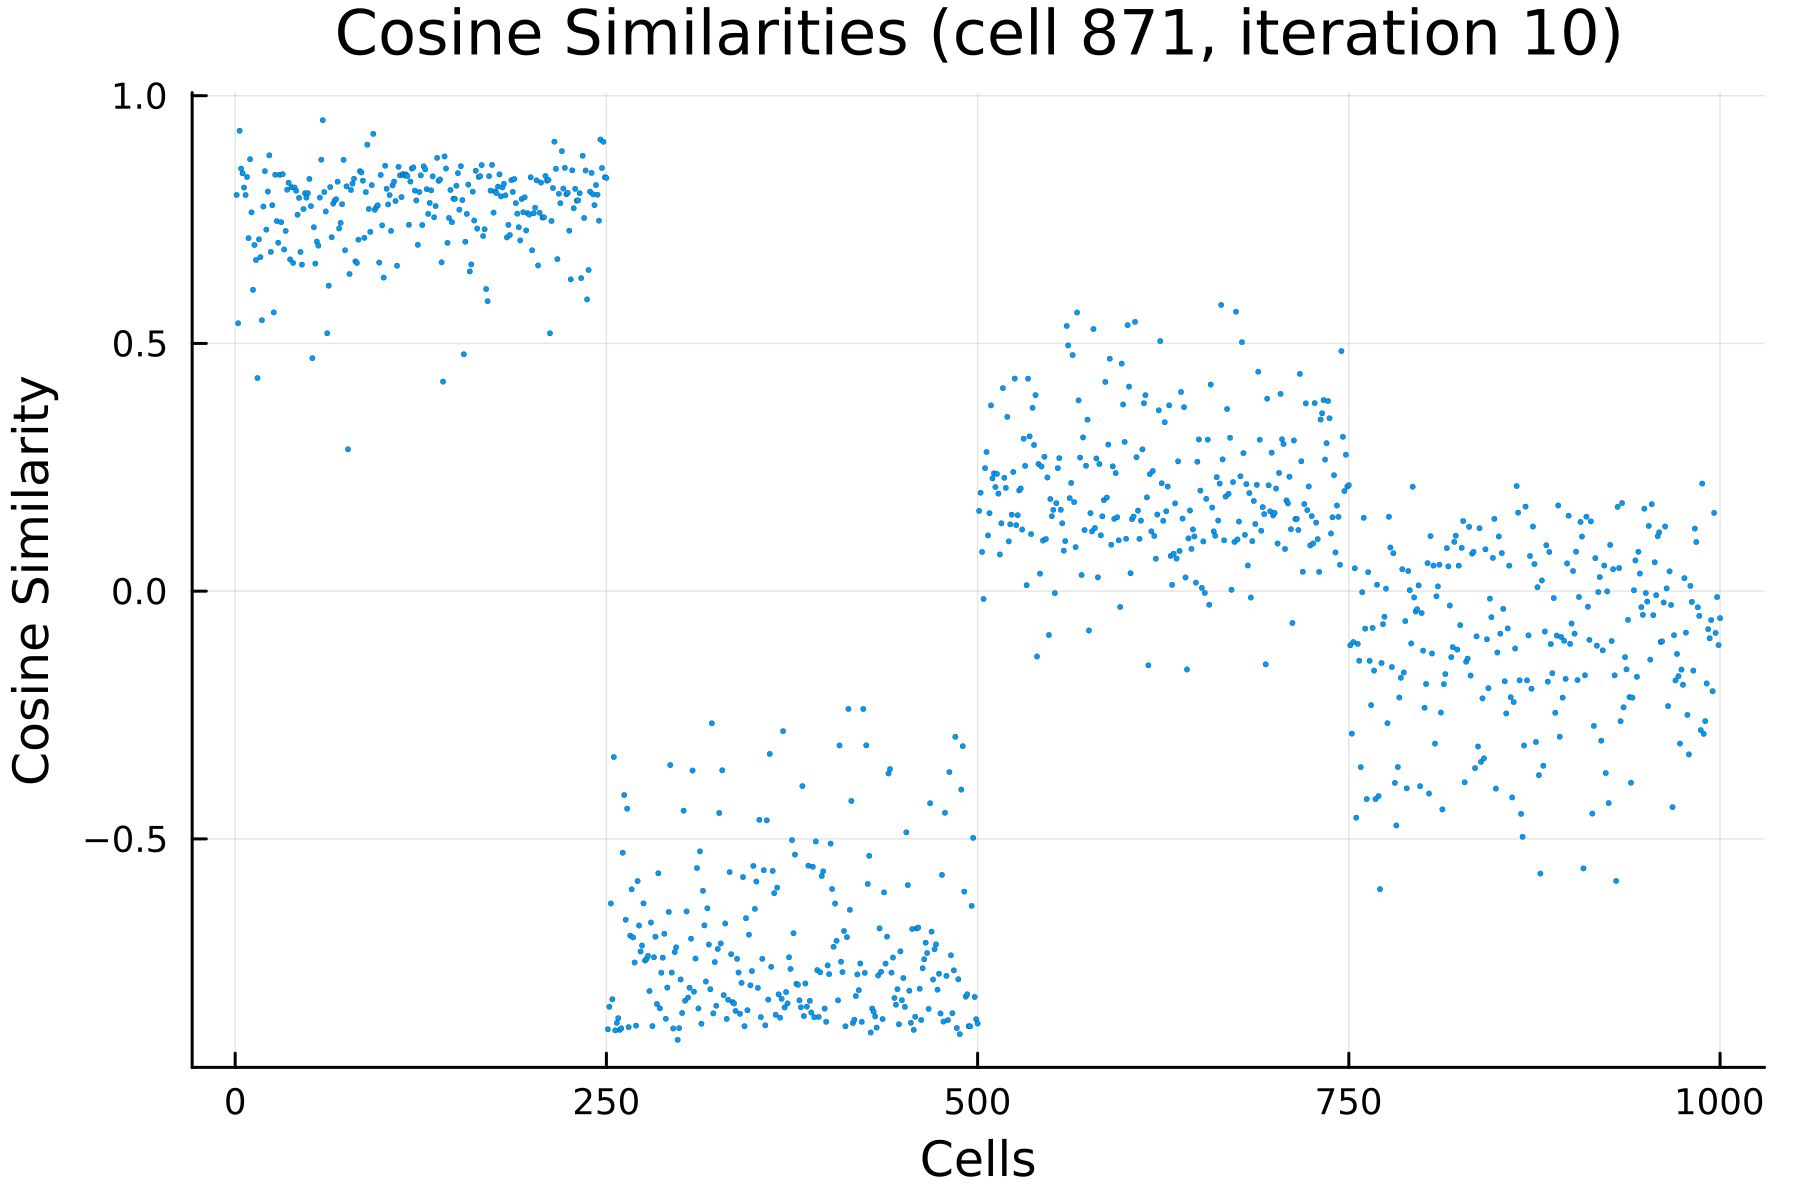 Cosine Similarities (cell 871, iteration 10)
1.0
0.5
0.0
−0.5
Cosine Similarity
0 250 500 750 1000
Cells